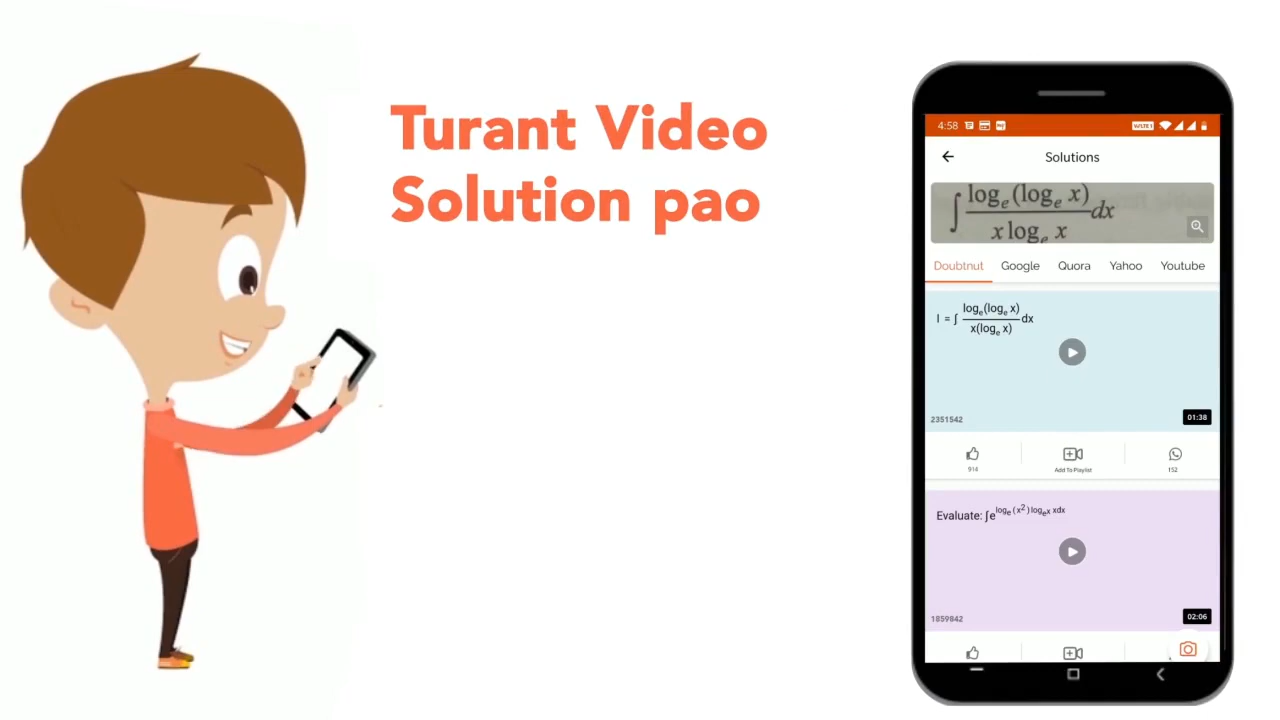 Turant Video
Solution pao
4:58
VoLTE1
Solutions
∫ logₑ(logₑ x) / x logₑ x dx
Doubtnut Google Quora Yahoo Youtube
I = ∫ logₑ(logₑ x) / x(logₑ x) dx
2351542
01:38
914
Add To Playlist
152
Evaluate: ∫e^logₑ(x²)logₑx xdx
1859842
02:06